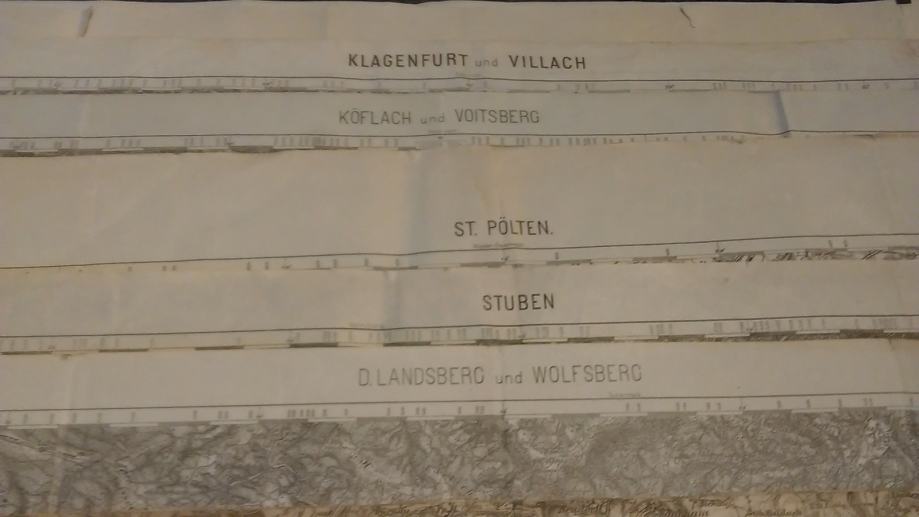 KLAGENFURT und VILLACH
KÖFLACH und VOITSBERG
ST. PÖLTEN.
STUBEN
D. LANDSBERG und WOLFSBERG